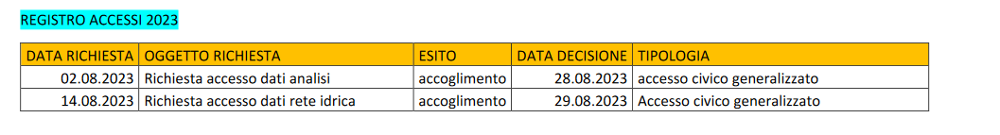 REGISTRO ACCESSI 2023
DATA RICHIESTA OGGETTO RICHIESTA ESITO DATA DECISIONE TIPOLOGIA
02.08.2023 Richiesta accesso dati analisi accoglimento 28.08.2023 accesso civico generalizzato
14.08.2023 Richiesta accesso dati rete idrica accoglimento 29.08.2023 Accesso civico generalizzato